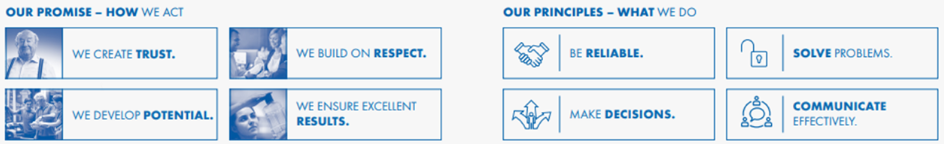 OUR PROMISE – HOW WE ACT
WE CREATE TRUST.
WE BUILD ON RESPECT.
WE DEVELOP POTENTIAL.
WE ENSURE EXCELLENT
RESULTS.
OUR PRINCIPLES – WHAT WE DO
BE RELIABLE.
SOLVE PROBLEMS.
MAKE DECISIONS.
COMMUNICATE
EFFECTIVELY.